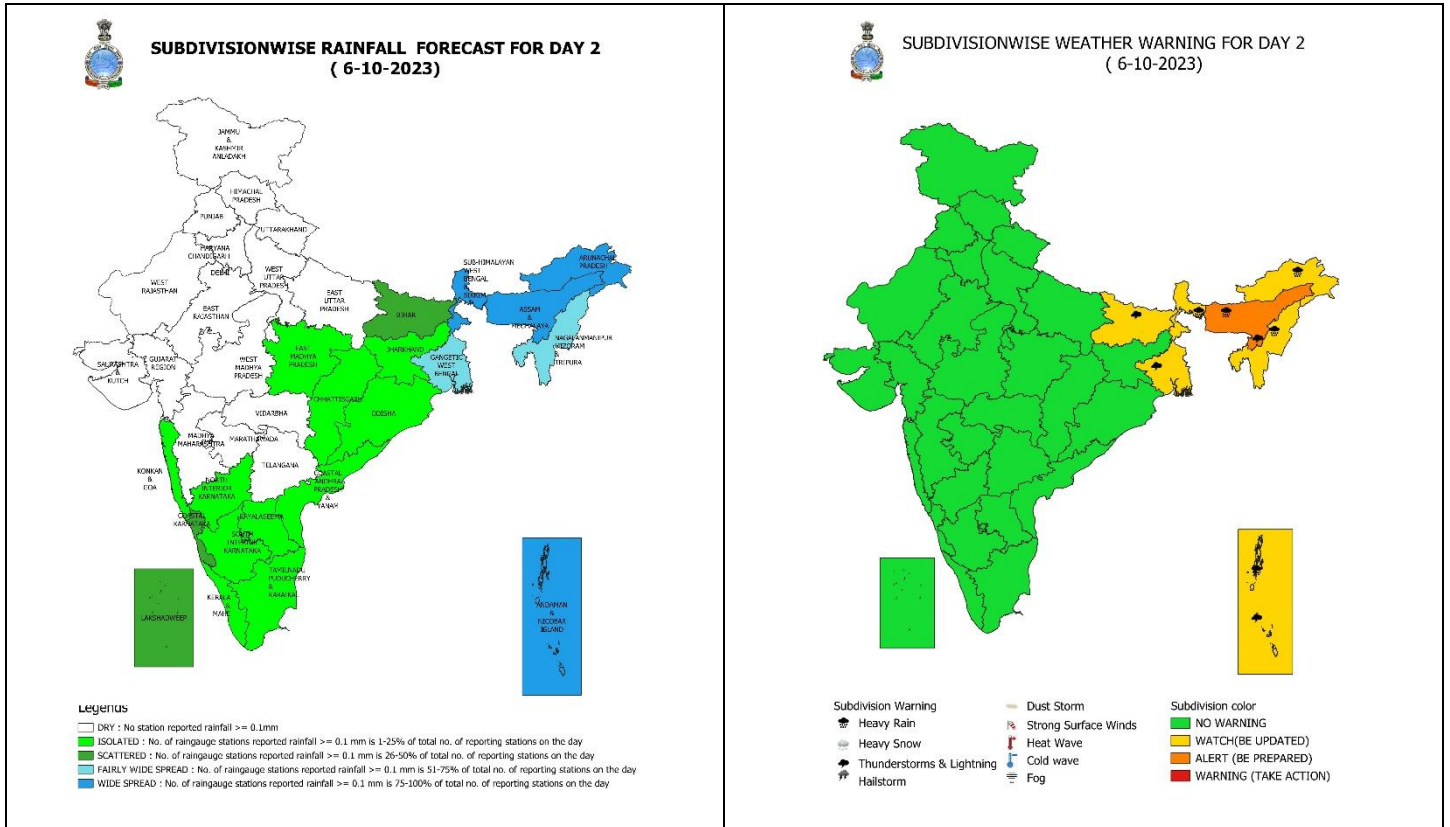 SUBDIVISIONWISE RAINFALL FORECAST FOR DAY 2
( 6-10-2023)
JAMMU
&
KASHMIR
ANLADAKH
HIMACHAL
PRADESH
PUNJAB
UTTARAKHAND
HARYANA
CHANDIGARH
&
DELHI
WEST
UTTAR
PRADESH
WEST
RAJASTHAN
EAST
UTTAR
PRADESH
EAST
RAJASTHAN
SUB-HIMALAYAN
WEST
BENGAL
&
SIKKIM
ARUNACHAL
PRADESH
ASSAM
&
MEGHALAYA
BIHAR
NAGALANMANIPUR
MIZORAM
&
TRIPURA
JHARKHAND
GANGETIC
WEST
BENGAL
EAST
MADHYA
PRADESH
WEST
MADHYA
PRADESH
GUJARAT
REGION
SAURASHTRA
&
KUTCH
CHHATTISGARH
ODISHA
VIDARBHA
MADHYA
MAHARASHTRA
MARATHAWADA
TELANGANA
KONKAN
&
GOA
NORTH
INTERIOR
KARNATAKA
COASTAL
ANDHRA
PRADESH
&
YANAM
COASTAL
KARNATAKA
RAYALASEEMA
SOUTH
INTERIOR
KARNATAKA
TAMILNADU
PUDUCHERRY
&
KARAIKAL
KERALA
&
MAHE
LAKSHADWEEP
ANDAMAN
&
NICOBAR
ISLAND
Legends
DRY : No station reported rainfall >= 0.1mm
ISOLATED : No. of raingauge stations reported rainfall >= 0.1 mm is 1-25% of total no. of reporting stations on the day
SCATTERED : No. of raingauge stations reported rainfall >= 0.1 mm is 26-50% of total no. of reporting stations on the day
FAIRLY WIDE SPREAD : No. of raingauge stations reported rainfall >= 0.1 mm is 51-75% of total no. of reporting stations on the day
WIDE SPREAD : No. of raingauge stations reported rainfall >= 0.1 mm is 75-100% of total no. of reporting stations on the day
SUBDIVISIONWISE WEATHER WARNING FOR DAY 2
( 6-10-2023)
Subdivision Warning
Heavy Rain
Heavy Snow
Thunderstorms & Lightning
Hailstorm
Dust Storm
Strong Surface Winds
Heat Wave
Cold wave
Fog
Subdivision color
NO WARNING
WATCH(BE UPDATED)
ALERT (BE PREPARED)
WARNING (TAKE ACTION)